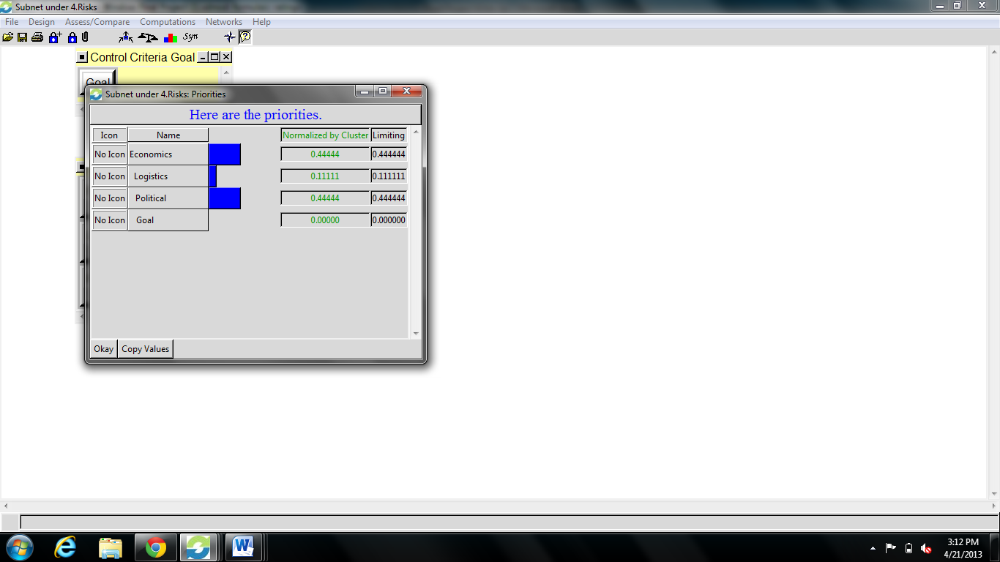 Subnet under 4.Risks
File Design Assess/Compare Computations Networks Help
Syn
Control Criteria Goal
Goal
Subnet under 4.Risks: Priorities
Here are the priorities.
Icon Name Normalized by Cluster Limiting
No Icon Economics 0.44444 0.444444
No Icon Logistics 0.11111 0.111111
No Icon Political 0.44444 0.444444
No Icon Goal 0.00000 0.000000
Okay Copy Values
3:12 PM
4/21/2013